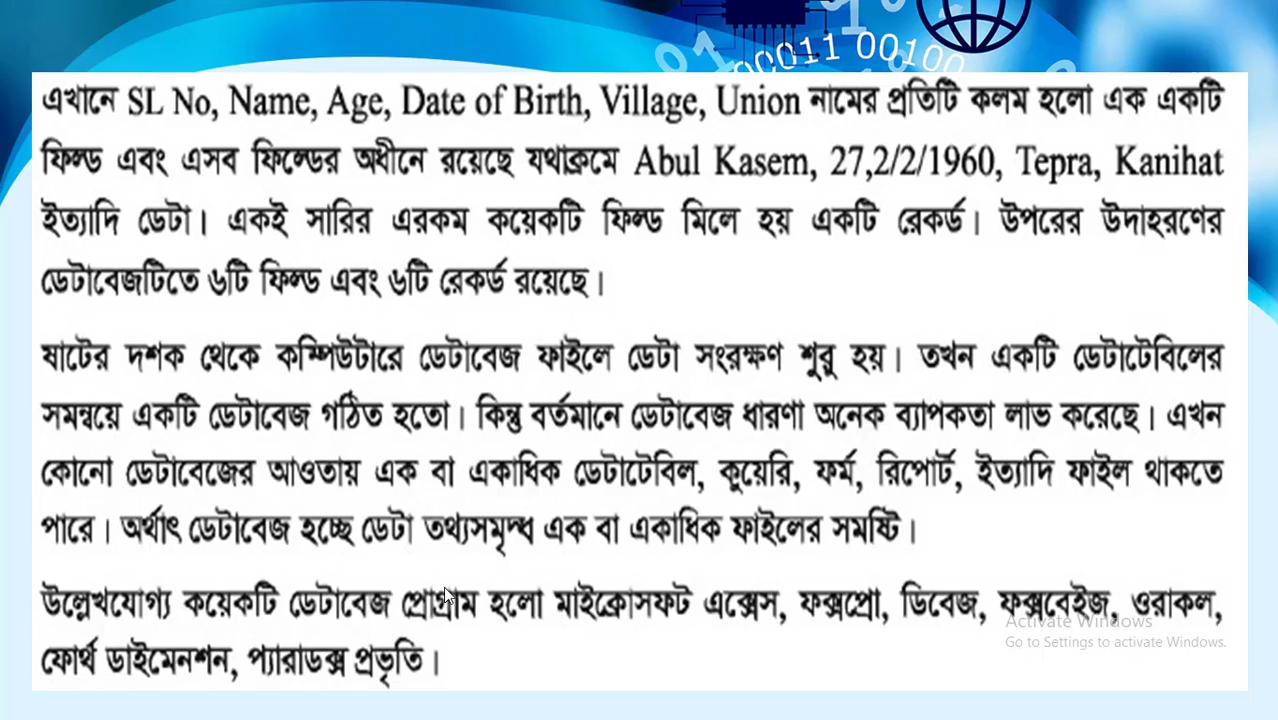 00011 00100
এখানে SL No, Name, Age, Date of Birth, Village, Union নামের প্রতিটি কলম হলো এক একটি
ফিল্ড এবং এসব ফিল্ডের অধীনে রয়েছে যথাক্রমে Abul Kasem, 27,2/2/1960, Tepra, Kanihat
ইত্যাদি ডেটা। একই সারির এরকম কয়েকটি ফিল্ড মিলে হয় একটি রেকর্ড। উপরের উদাহরণের
ডেটাবেজটিতে ৬টি ফিল্ড এবং ৬টি রেকর্ড রয়েছে।
ষাটের দশক থেকে কম্পিউটারে ডেটাবেজ ফাইলে ডেটা সংরক্ষণ শুরু হয়। তখন একটি ডেটাটেবিলের
সমন্বয়ে একটি ডেটাবেজ গঠিত হতো। কিন্তু বর্তমানে ডেটাবেজ ধারণা অনেক ব্যাপকতা লাভ করেছে। এখন
কোনো ডেটাবেজের আওতায় এক বা একাধিক ডেটাটেবিল, কুয়েরি, ফর্ম, রিপোর্ট, ইত্যাদি ফাইল থাকতে
পারে। অর্থাৎ ডেটাবেজ হচ্ছে ডেটা তথ্যসমৃদ্ধ এক বা একাধিক ফাইলের সমষ্টি।
উল্লেখযোগ্য কয়েকটি ডেটাবেজ প্রোগ্রাম হলো মাইক্রোসফট এক্সেস, ফক্সপ্রো, ডিবেজ, ফক্সবেইজ, ওরাকল,
ফোর্থ ডাইমেনশন, প্যারাডক্স প্রভৃতি।
Activate Windows
Go to Settings to activate Windows.